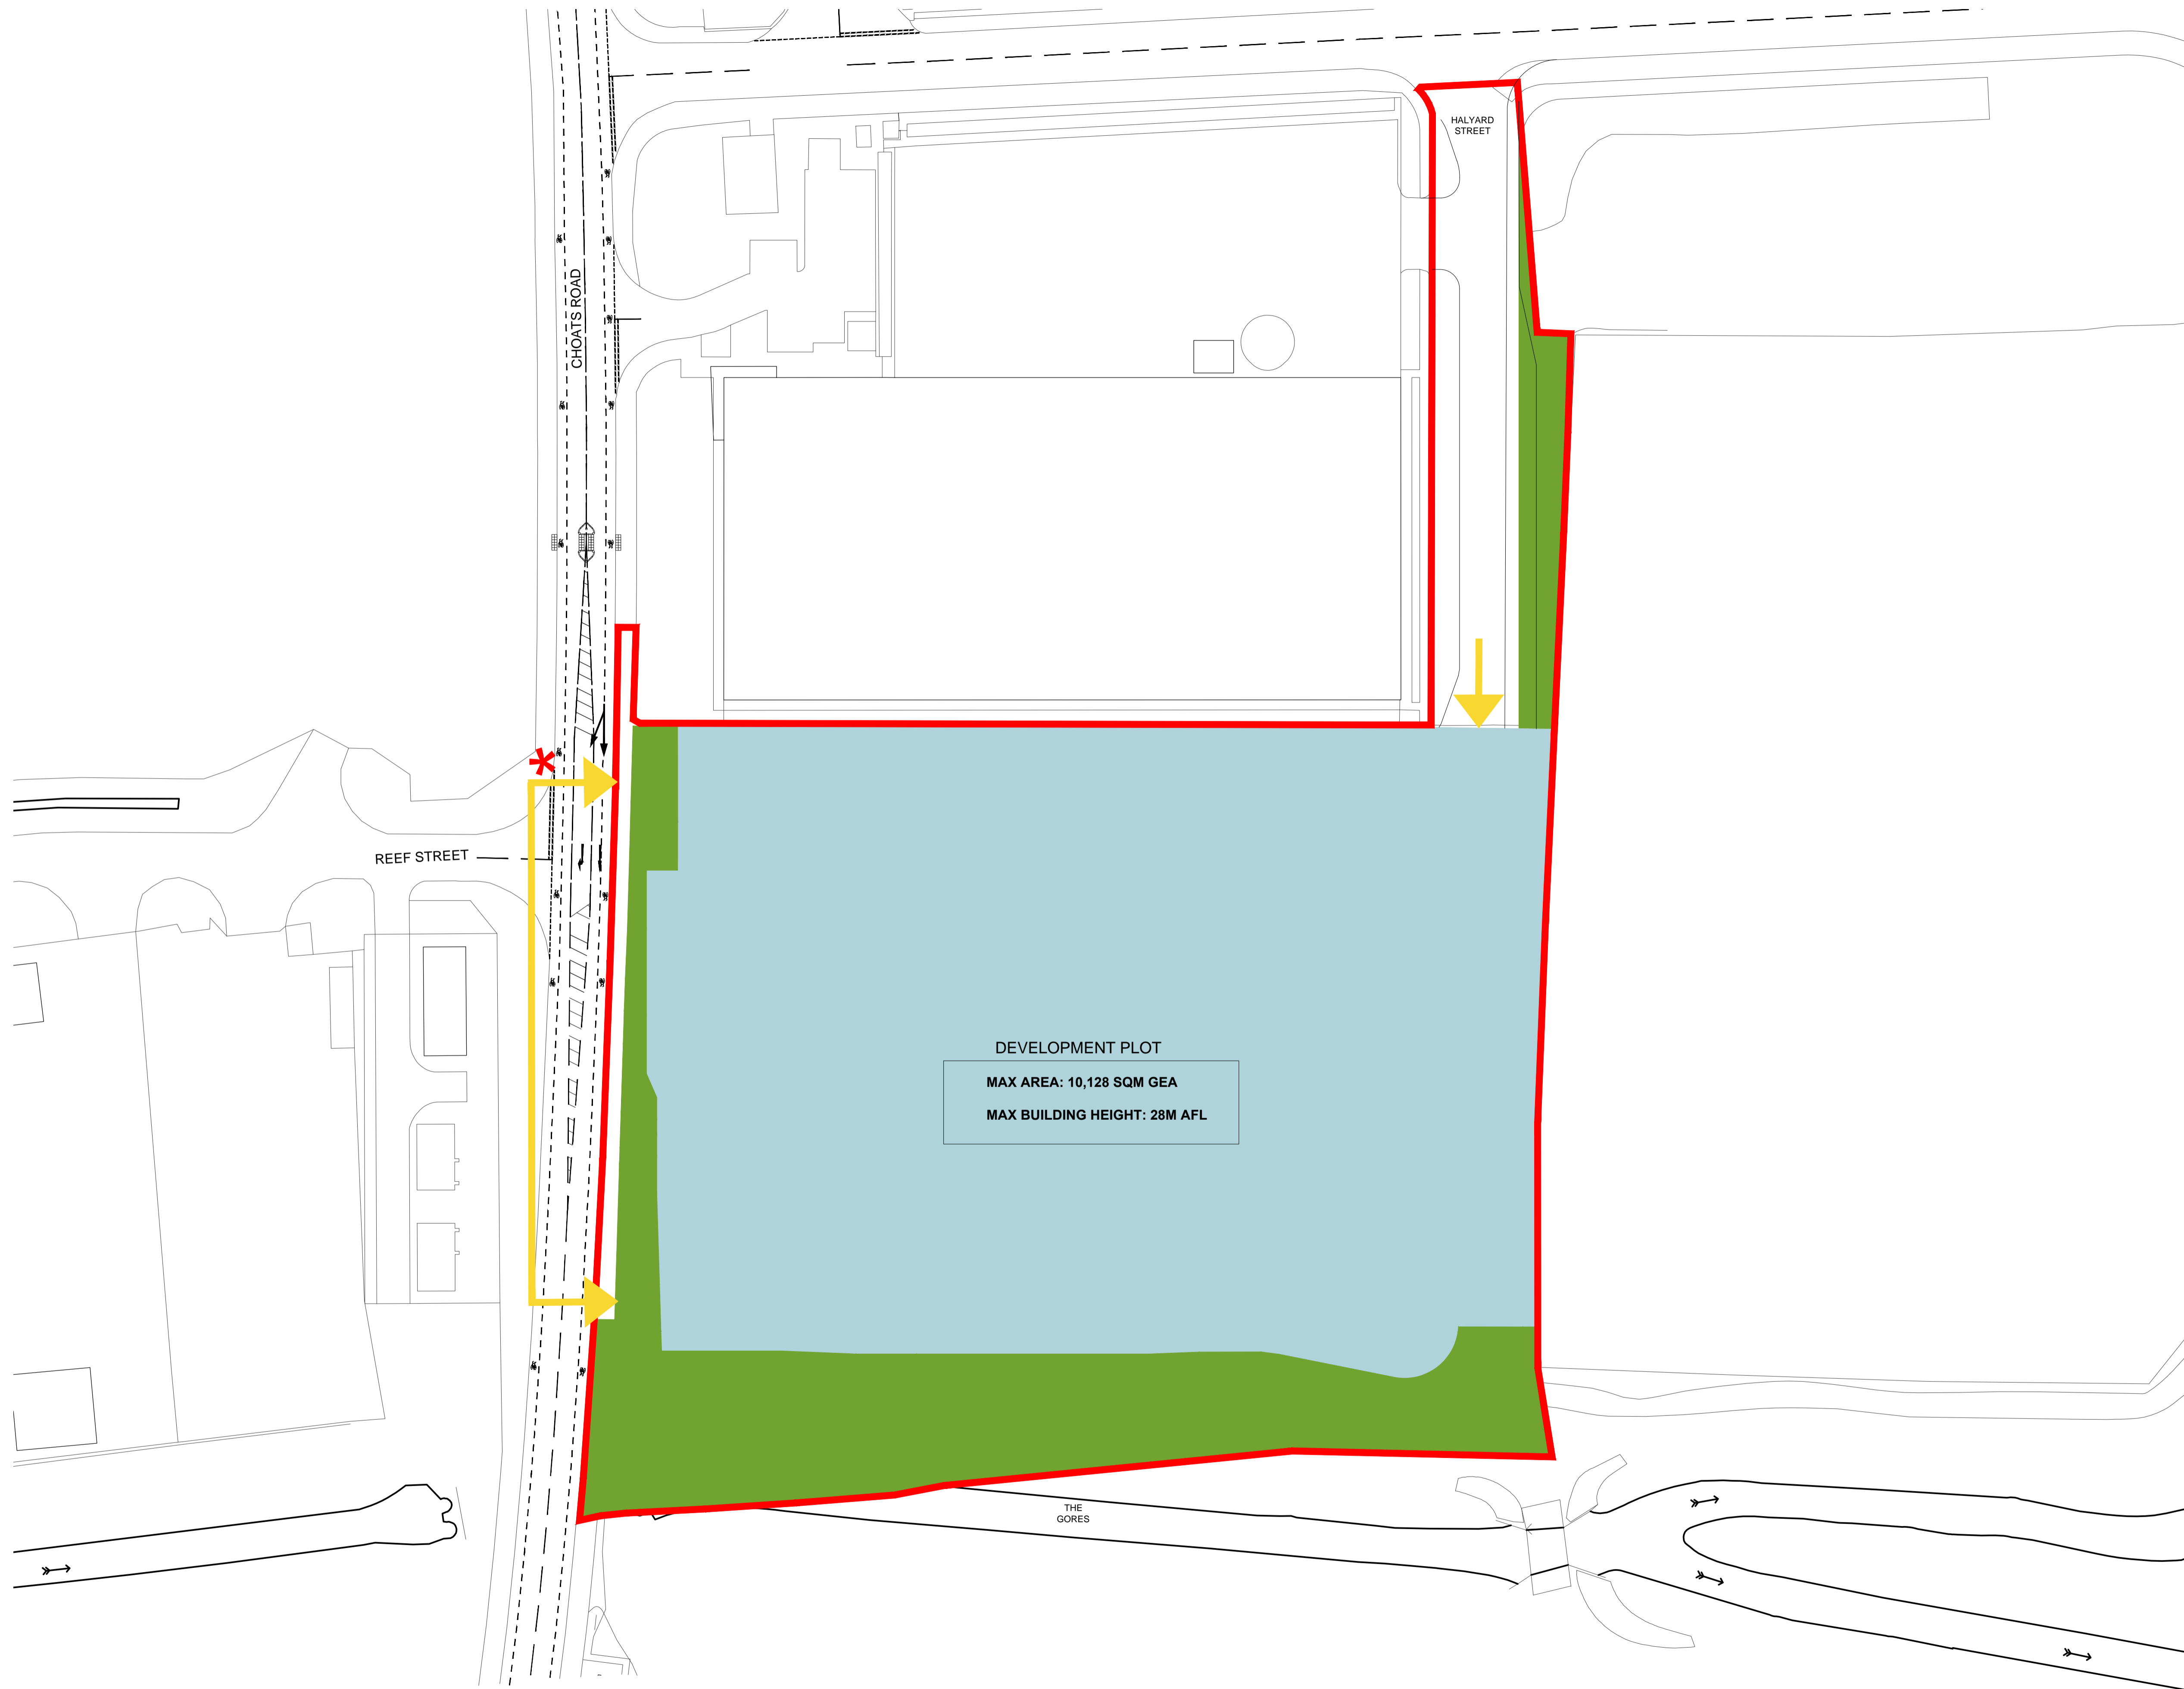 HALYARD
STREET
CHOATS ROAD
*
REEF STREET
DEVELOPMENT PLOT
MAX AREA: 10,128 SQM GEA
MAX BUILDING HEIGHT: 28M AFL
THE
GORES